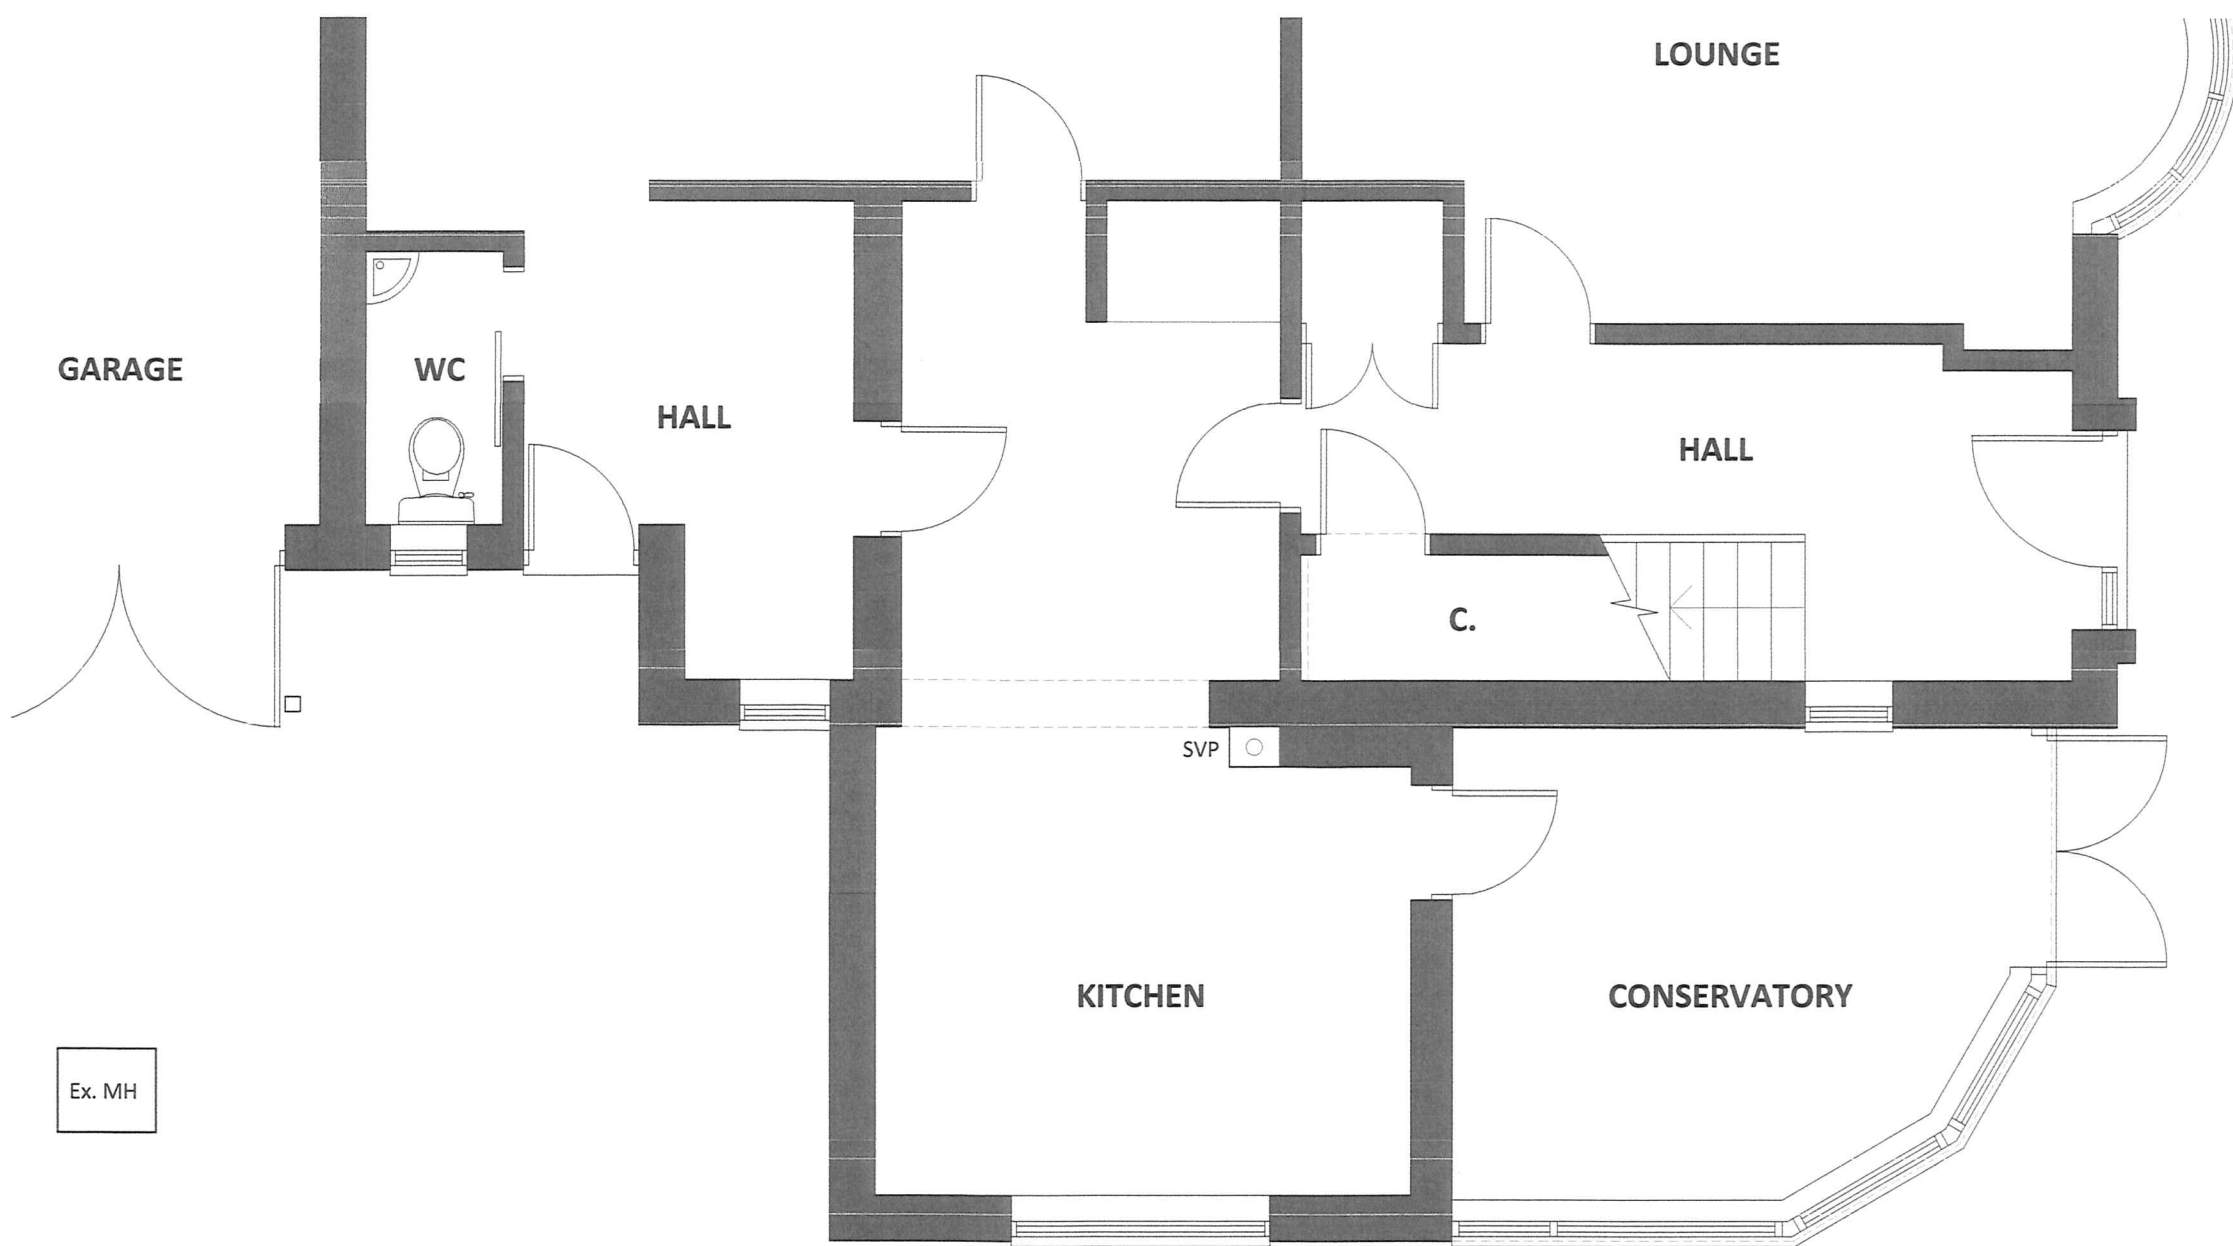 LOUNGE
GARAGE
WC
HALL
HALL
C.
SVP
KITCHEN
CONSERVATORY
Ex. MH